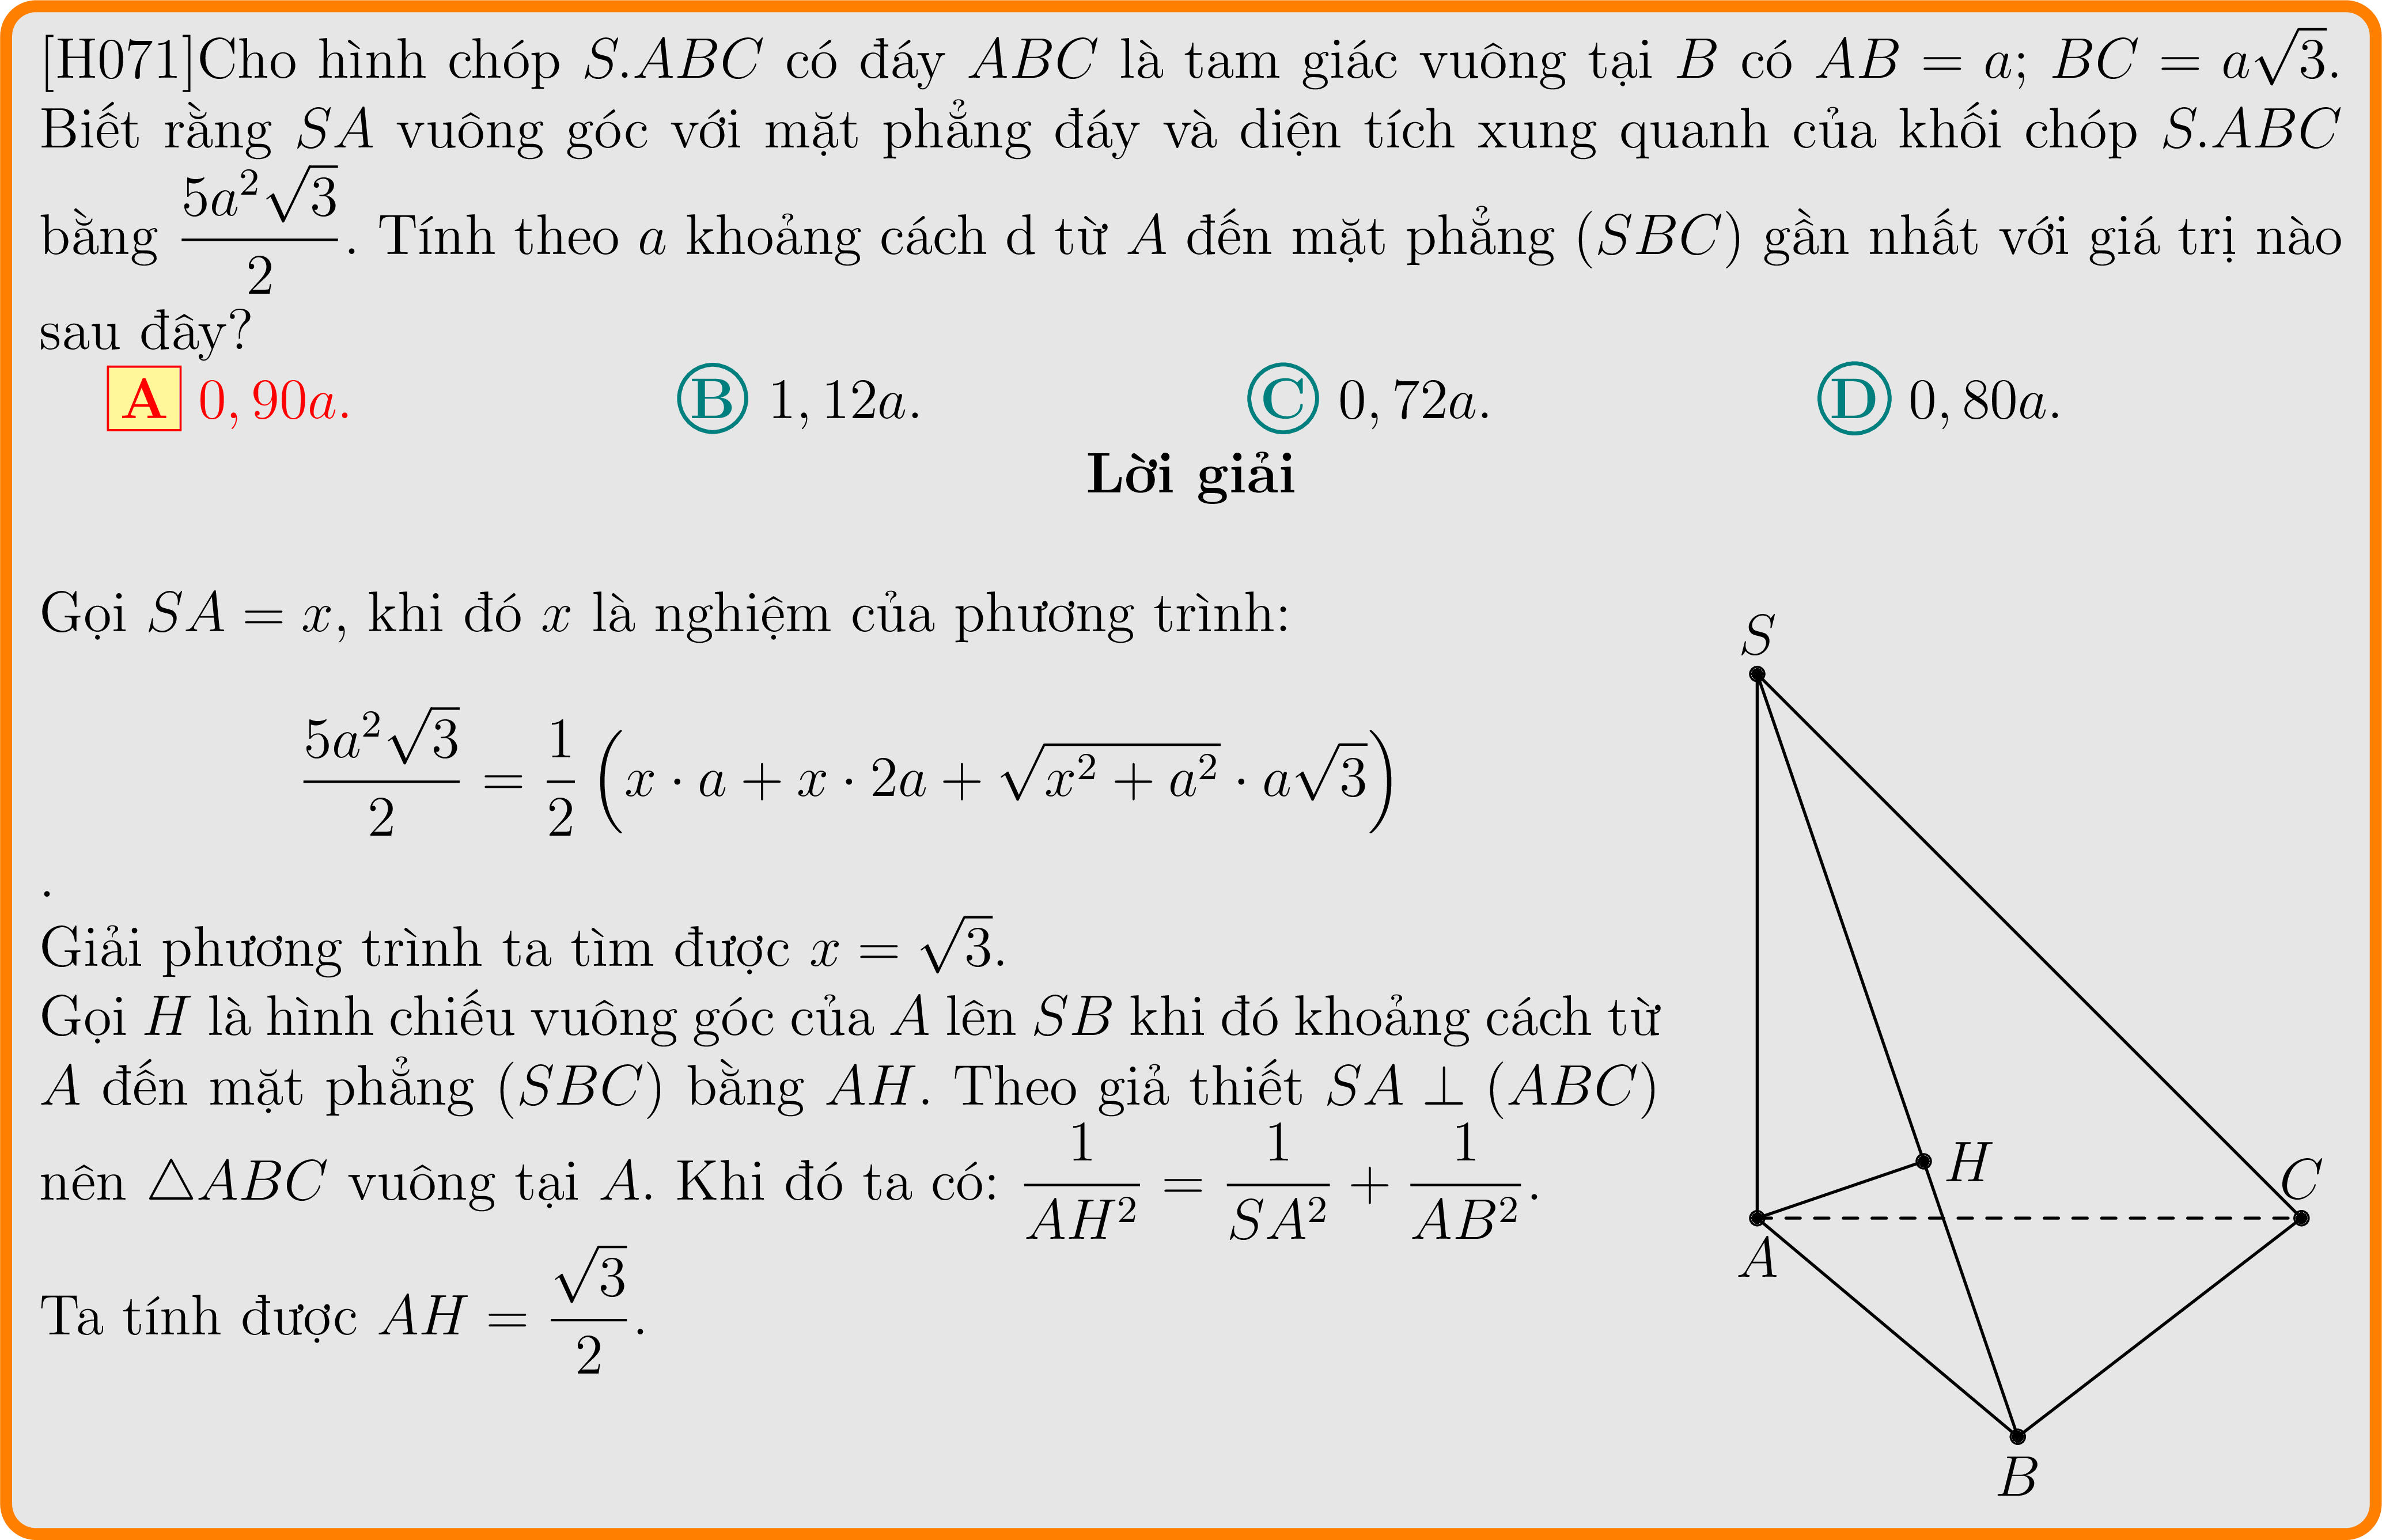 [H071]Cho hình chóp S.ABC có đáy ABC là tam giác vuông tại B có AB = a; BC = a√3.
Biết rằng SA vuông góc với mặt phẳng đáy và diện tích xung quanh của khối chóp S.ABC
bằng \frac{5a^2\sqrt{3}}{2}. Tính theo a khoảng cách d từ A đến mặt phẳng (SBC) gần nhất với giá trị nào
sau đây?
A 0,90a. B 1,12a. C 0,72a. D 0,80a.
Lời giải
Gọi SA = x, khi đó x là nghiệm của phương trình:
\frac{5a^2\sqrt{3}}{2} = \frac{1}{2} \left( x \cdot a + x \cdot 2a + \sqrt{x^2 + a^2} \cdot a\sqrt{3} \right)
.
Giải phương trình ta tìm được x = √3.
Gọi H là hình chiếu vuông góc của A lên SB khi đó khoảng cách từ
A đến mặt phẳng (SBC) bằng AH. Theo giả thiết SA ⊥ (ABC)
nên △ABC vuông tại A. Khi đó ta có: \frac{1}{AH^2} = \frac{1}{SA^2} + \frac{1}{AB^2}.
Ta tính được AH = \frac{\sqrt{3}}{2}.
S
H
C
A
B